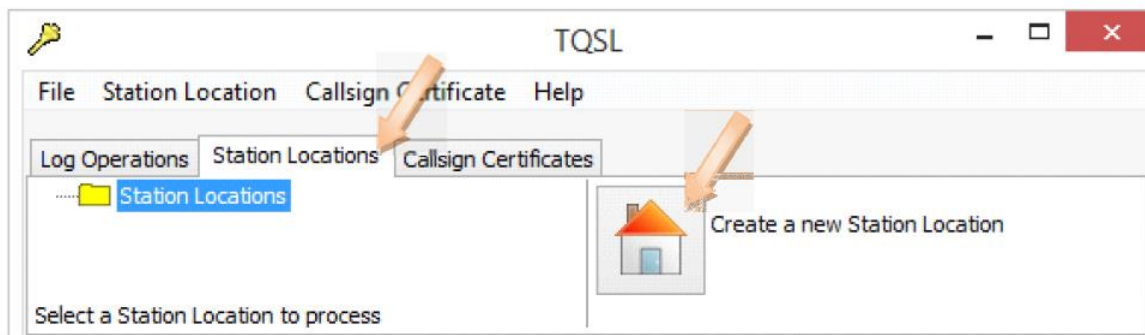 TQSL
File Station Location Callsign Certificate Help
Log Operations Station Locations Callsign Certificates
Station Locations
Create a new Station Location
Select a Station Location to process